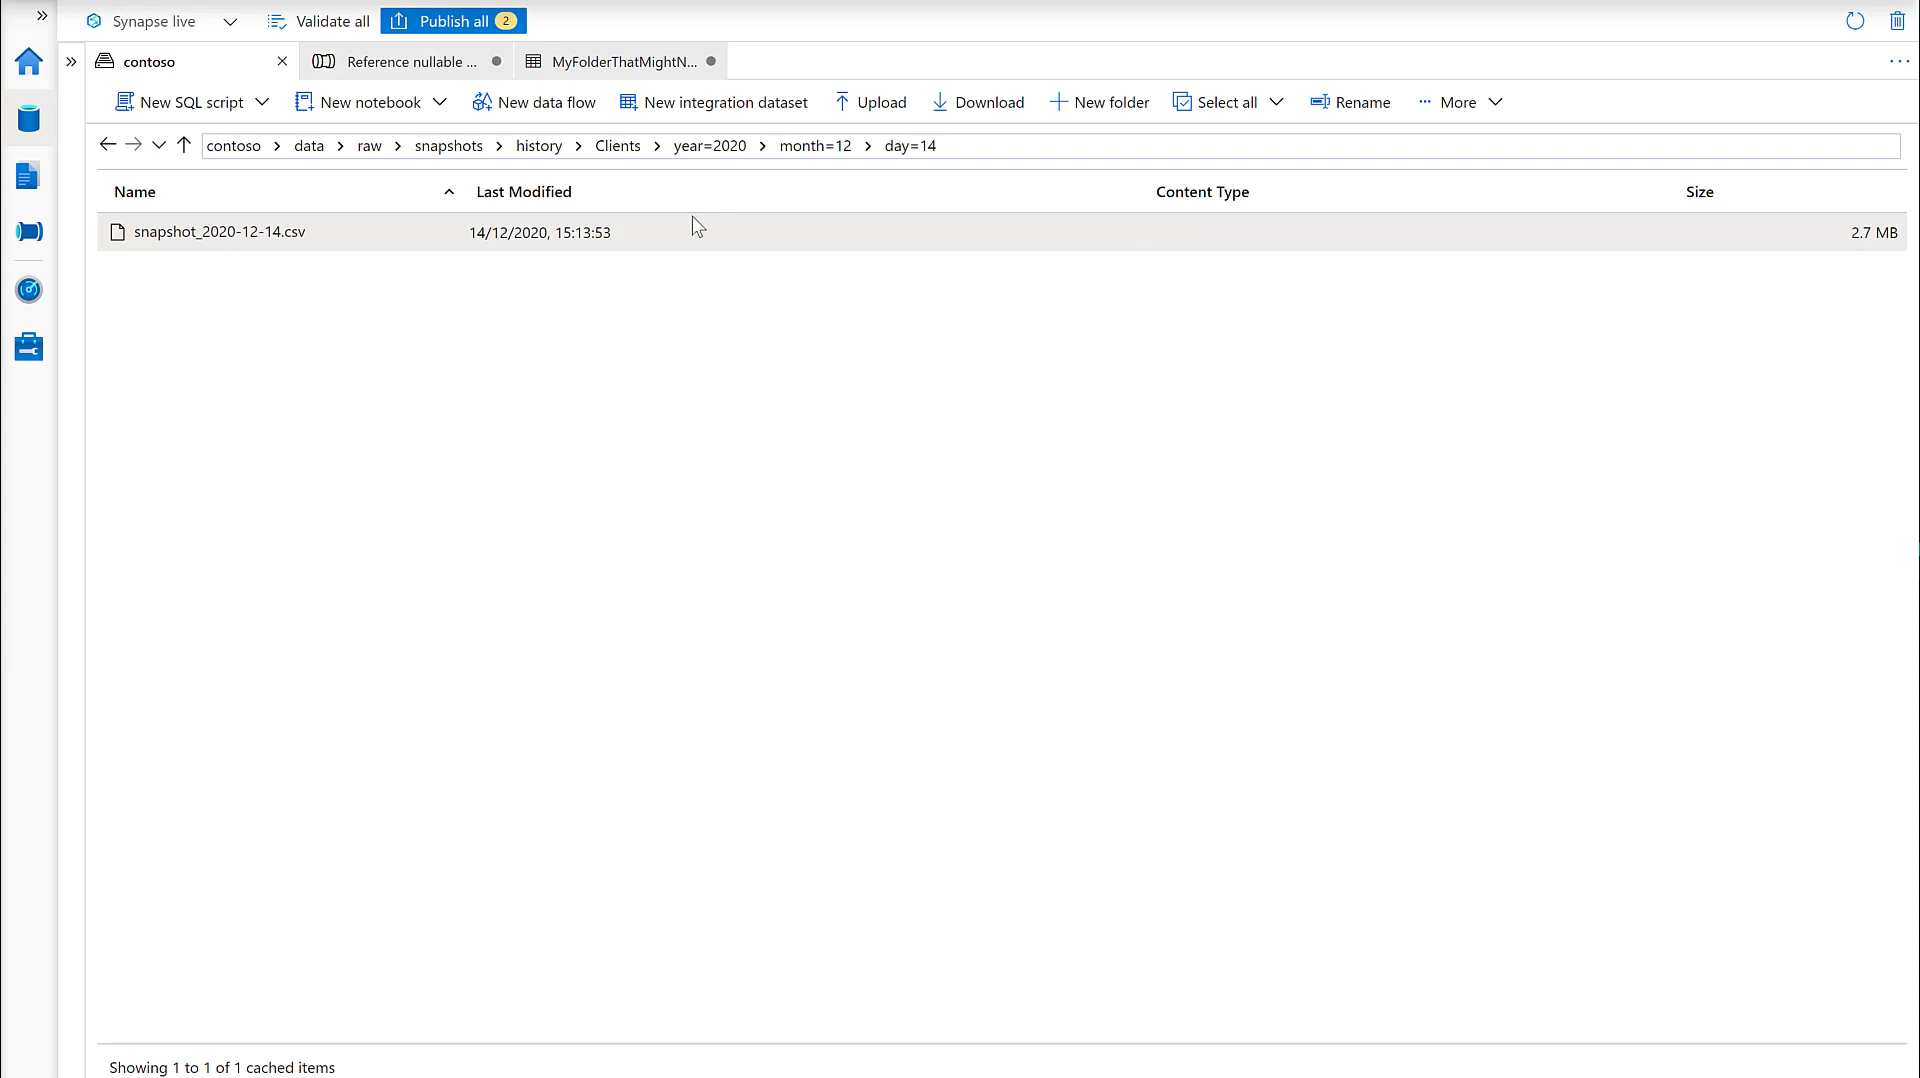 Synapse live Validate all Publish all 2
contoso Reference nullable ... MyFolderThatMightN...
New SQL script New notebook New data flow New integration dataset Upload Download New folder Select all Rename More
contoso > data > raw > snapshots > history > Clients > year=2020 > month=12 > day=14
Name Last Modified Content Type Size
snapshot_2020-12-14.csv 14/12/2020, 15:13:53 2.7 MB
Showing 1 to 1 of 1 cached items